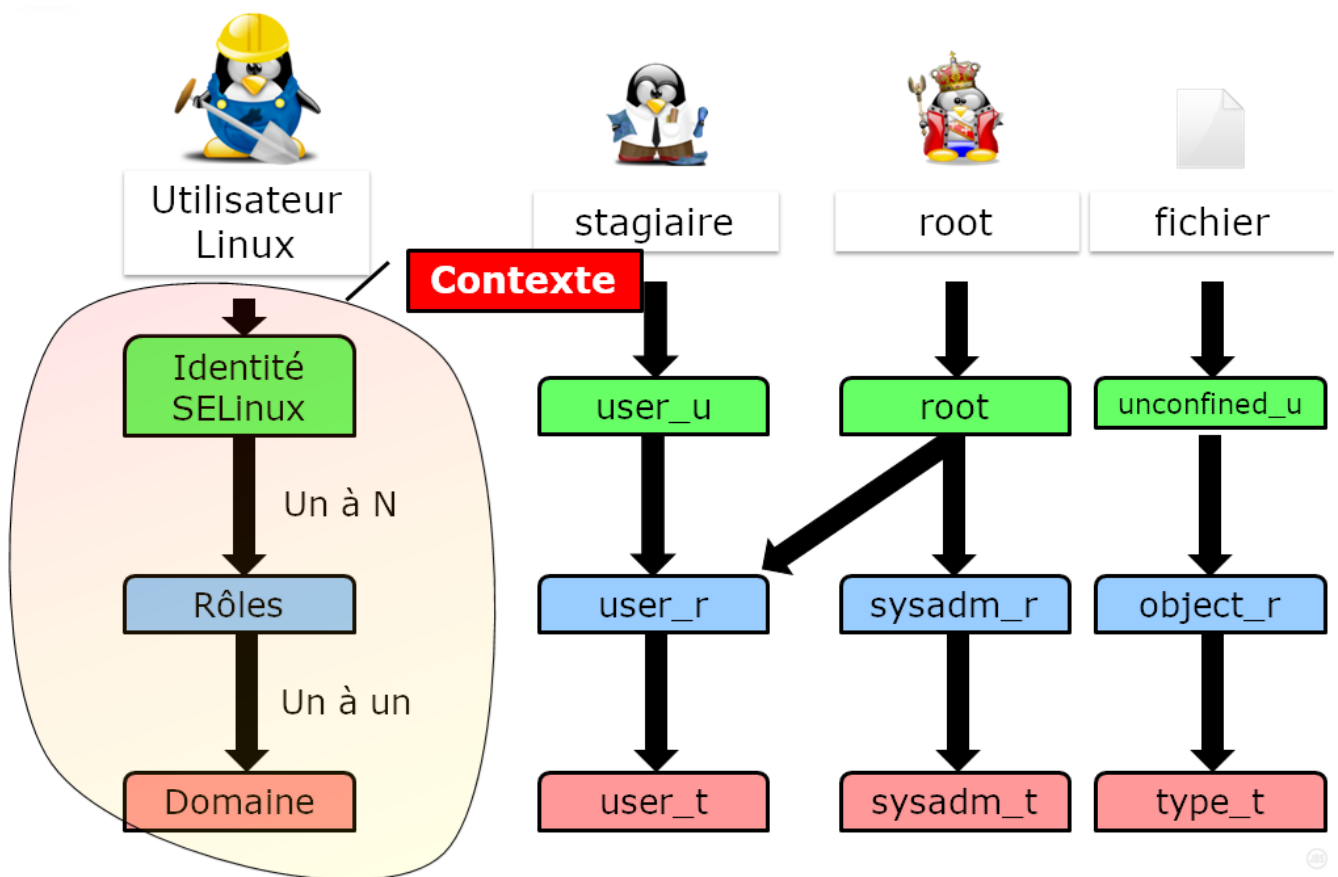 Utilisateur
Linux
stagiaire
root
fichier
Contexte
Identité
SELinux
user_u
root
unconfined_u
Un à N
Rôles
user_r
sysadm_r
object_r
Un à un
Domaine
user_t
sysadm_t
type_t